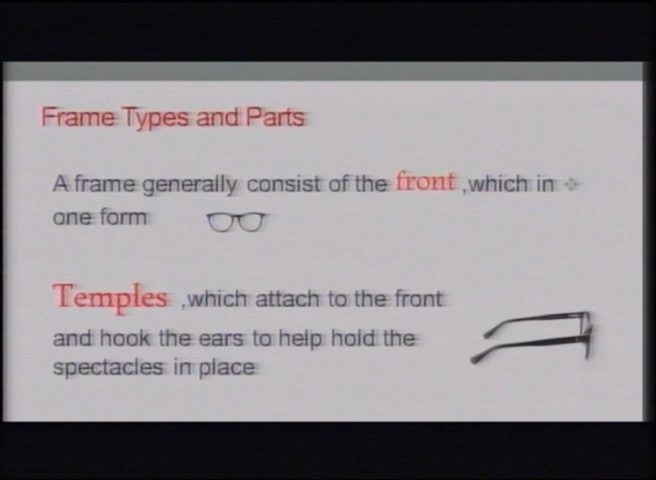 Frame Types and Parts
A frame generally consist of the front ,which in
one form
Temples ,which attach to the front
and hook the ears to help hold the
spectacles in place